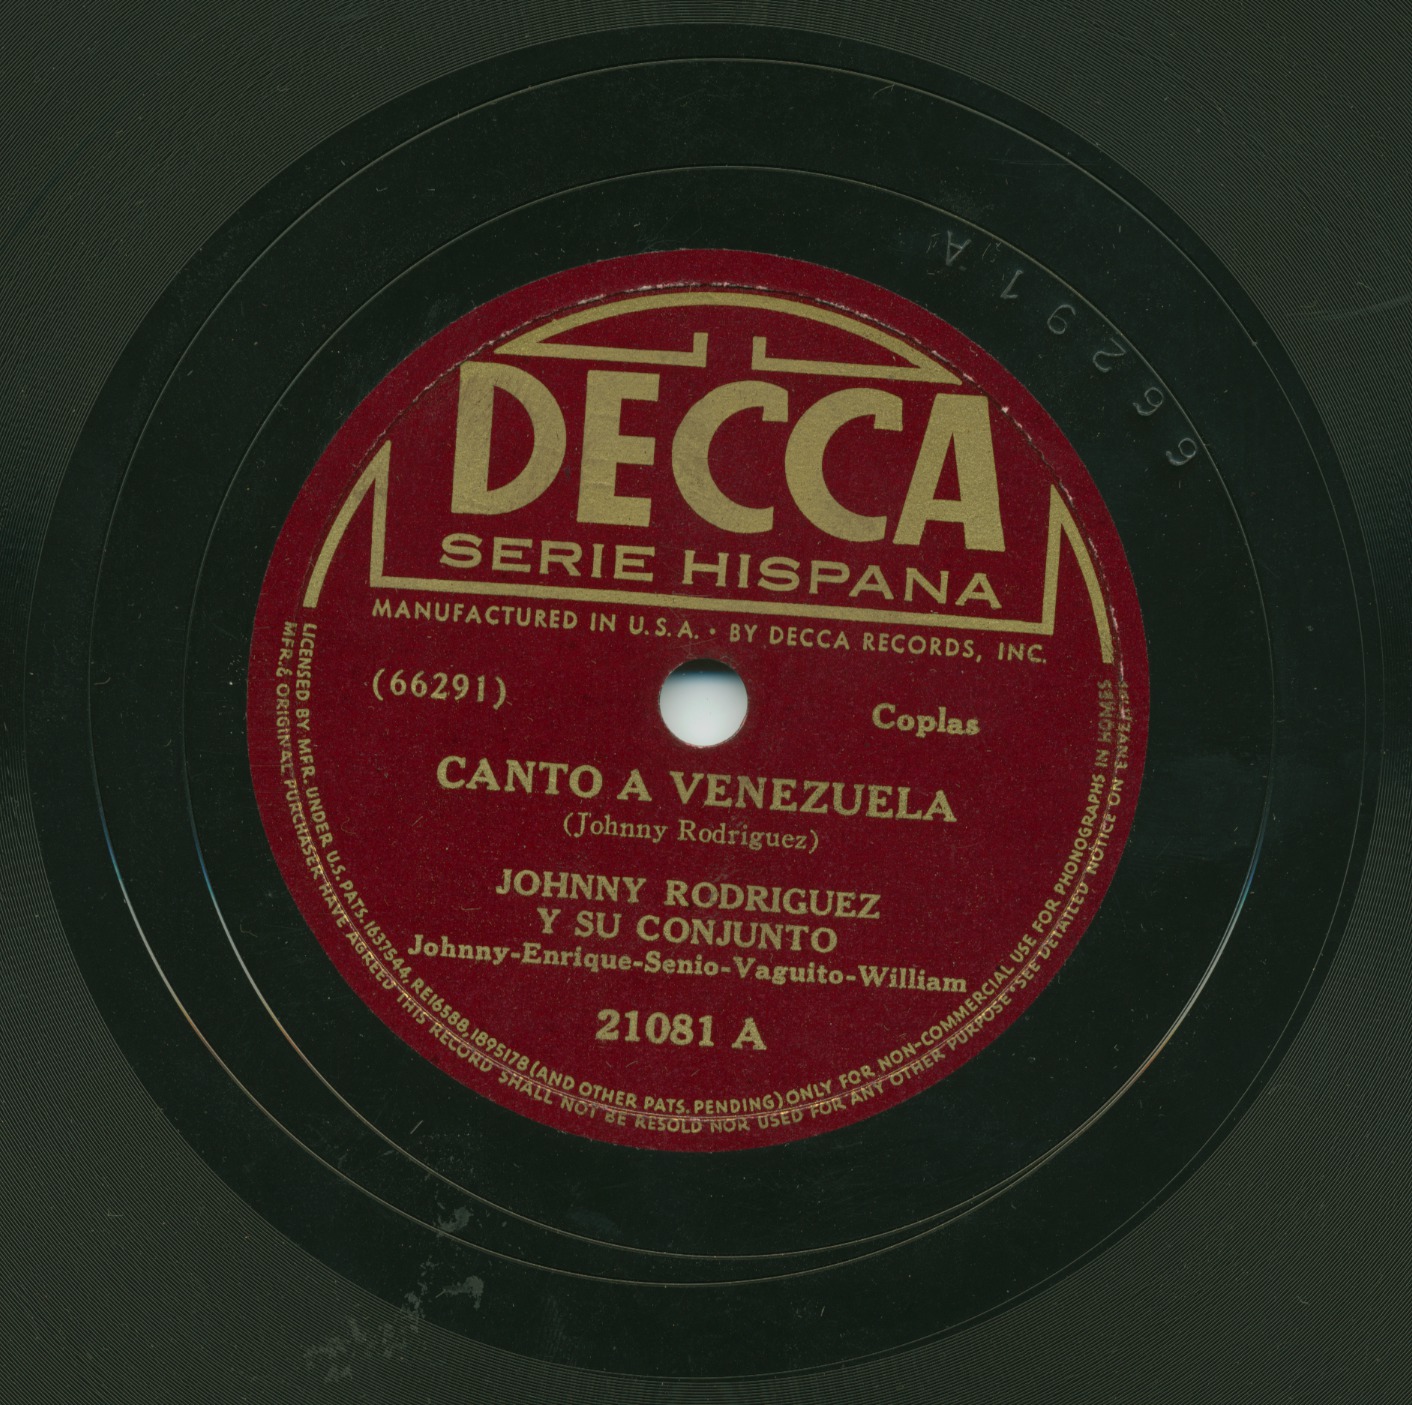 DECCA
SERIE HISPANA
MANUFACTURED IN U.S.A. • BY DECCA RECORDS, INC.
(66291)
Coplas
CANTO A VENEZUELA
(Johnny Rodriguez)
JOHNNY RODRIGUEZ
Y SU CONJUNTO
Johnny-Enrique-Senio-Vaguito-William
21081 A
LICENSED BY MFR. UNDER U.S. PATS. 1637544, RE16588, 1895178 (AND OTHER PATS. PENDING) ONLY FOR NON-COMMERCIAL USE FOR PHONOGRAPHS IN HOMES
MFR. & ORIGINAL PURCHASER HAVE AGREED THIS RECORD SHALL NOT BE RESOLD NOR USED FOR ANY OTHER PURPOSE • SEE DETAILED NOTICE ON ENVELOPE
66291 A